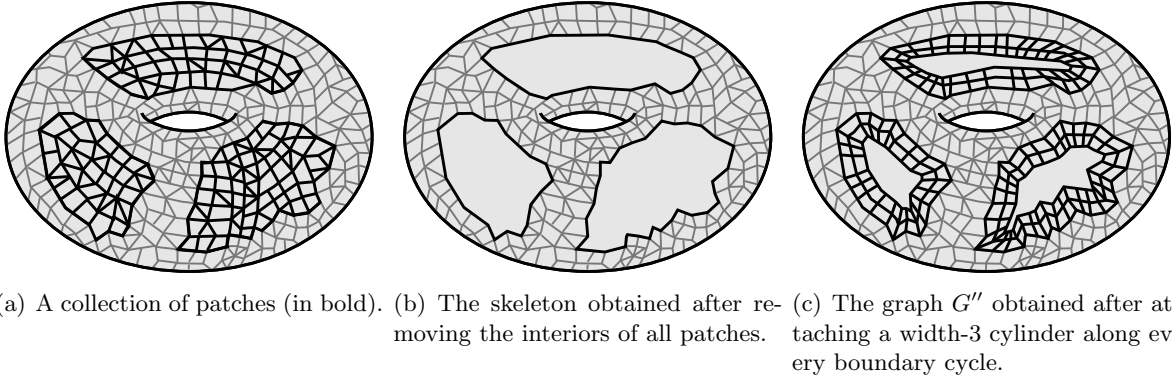 a) A collection of patches (in bold).
(b) The skeleton obtained after re-
moving the interiors of all patches.
(c) The graph G′′ obtained after at
taching a width-3 cylinder along ev
ery boundary cycle.